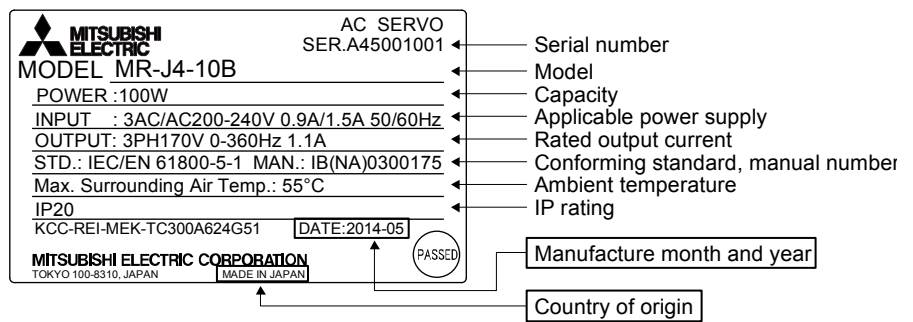 MITSUBISHI
ELECTRIC
AC SERVO
SER.A45001001
Serial number
MODEL MR-J4-10B
Model
POWER :100W
Capacity
INPUT : 3AC/AC200-240V 0.9A/1.5A 50/60Hz
Applicable power supply
OUTPUT: 3PH170V 0-360Hz 1.1A
Rated output current
STD.: IEC/EN 61800-5-1 MAN.: IB(NA)0300175
Conforming standard, manual number
Max. Surrounding Air Temp.: 55°C
Ambient temperature
IP20
IP rating
KCC-REI-MEK-TC300A624G51 DATE:2014-05
PASSED
Manufacture month and year
MITSUBISHI ELECTRIC CORPORATION
TOKYO 100-8310, JAPAN MADE IN JAPAN
Country of origin